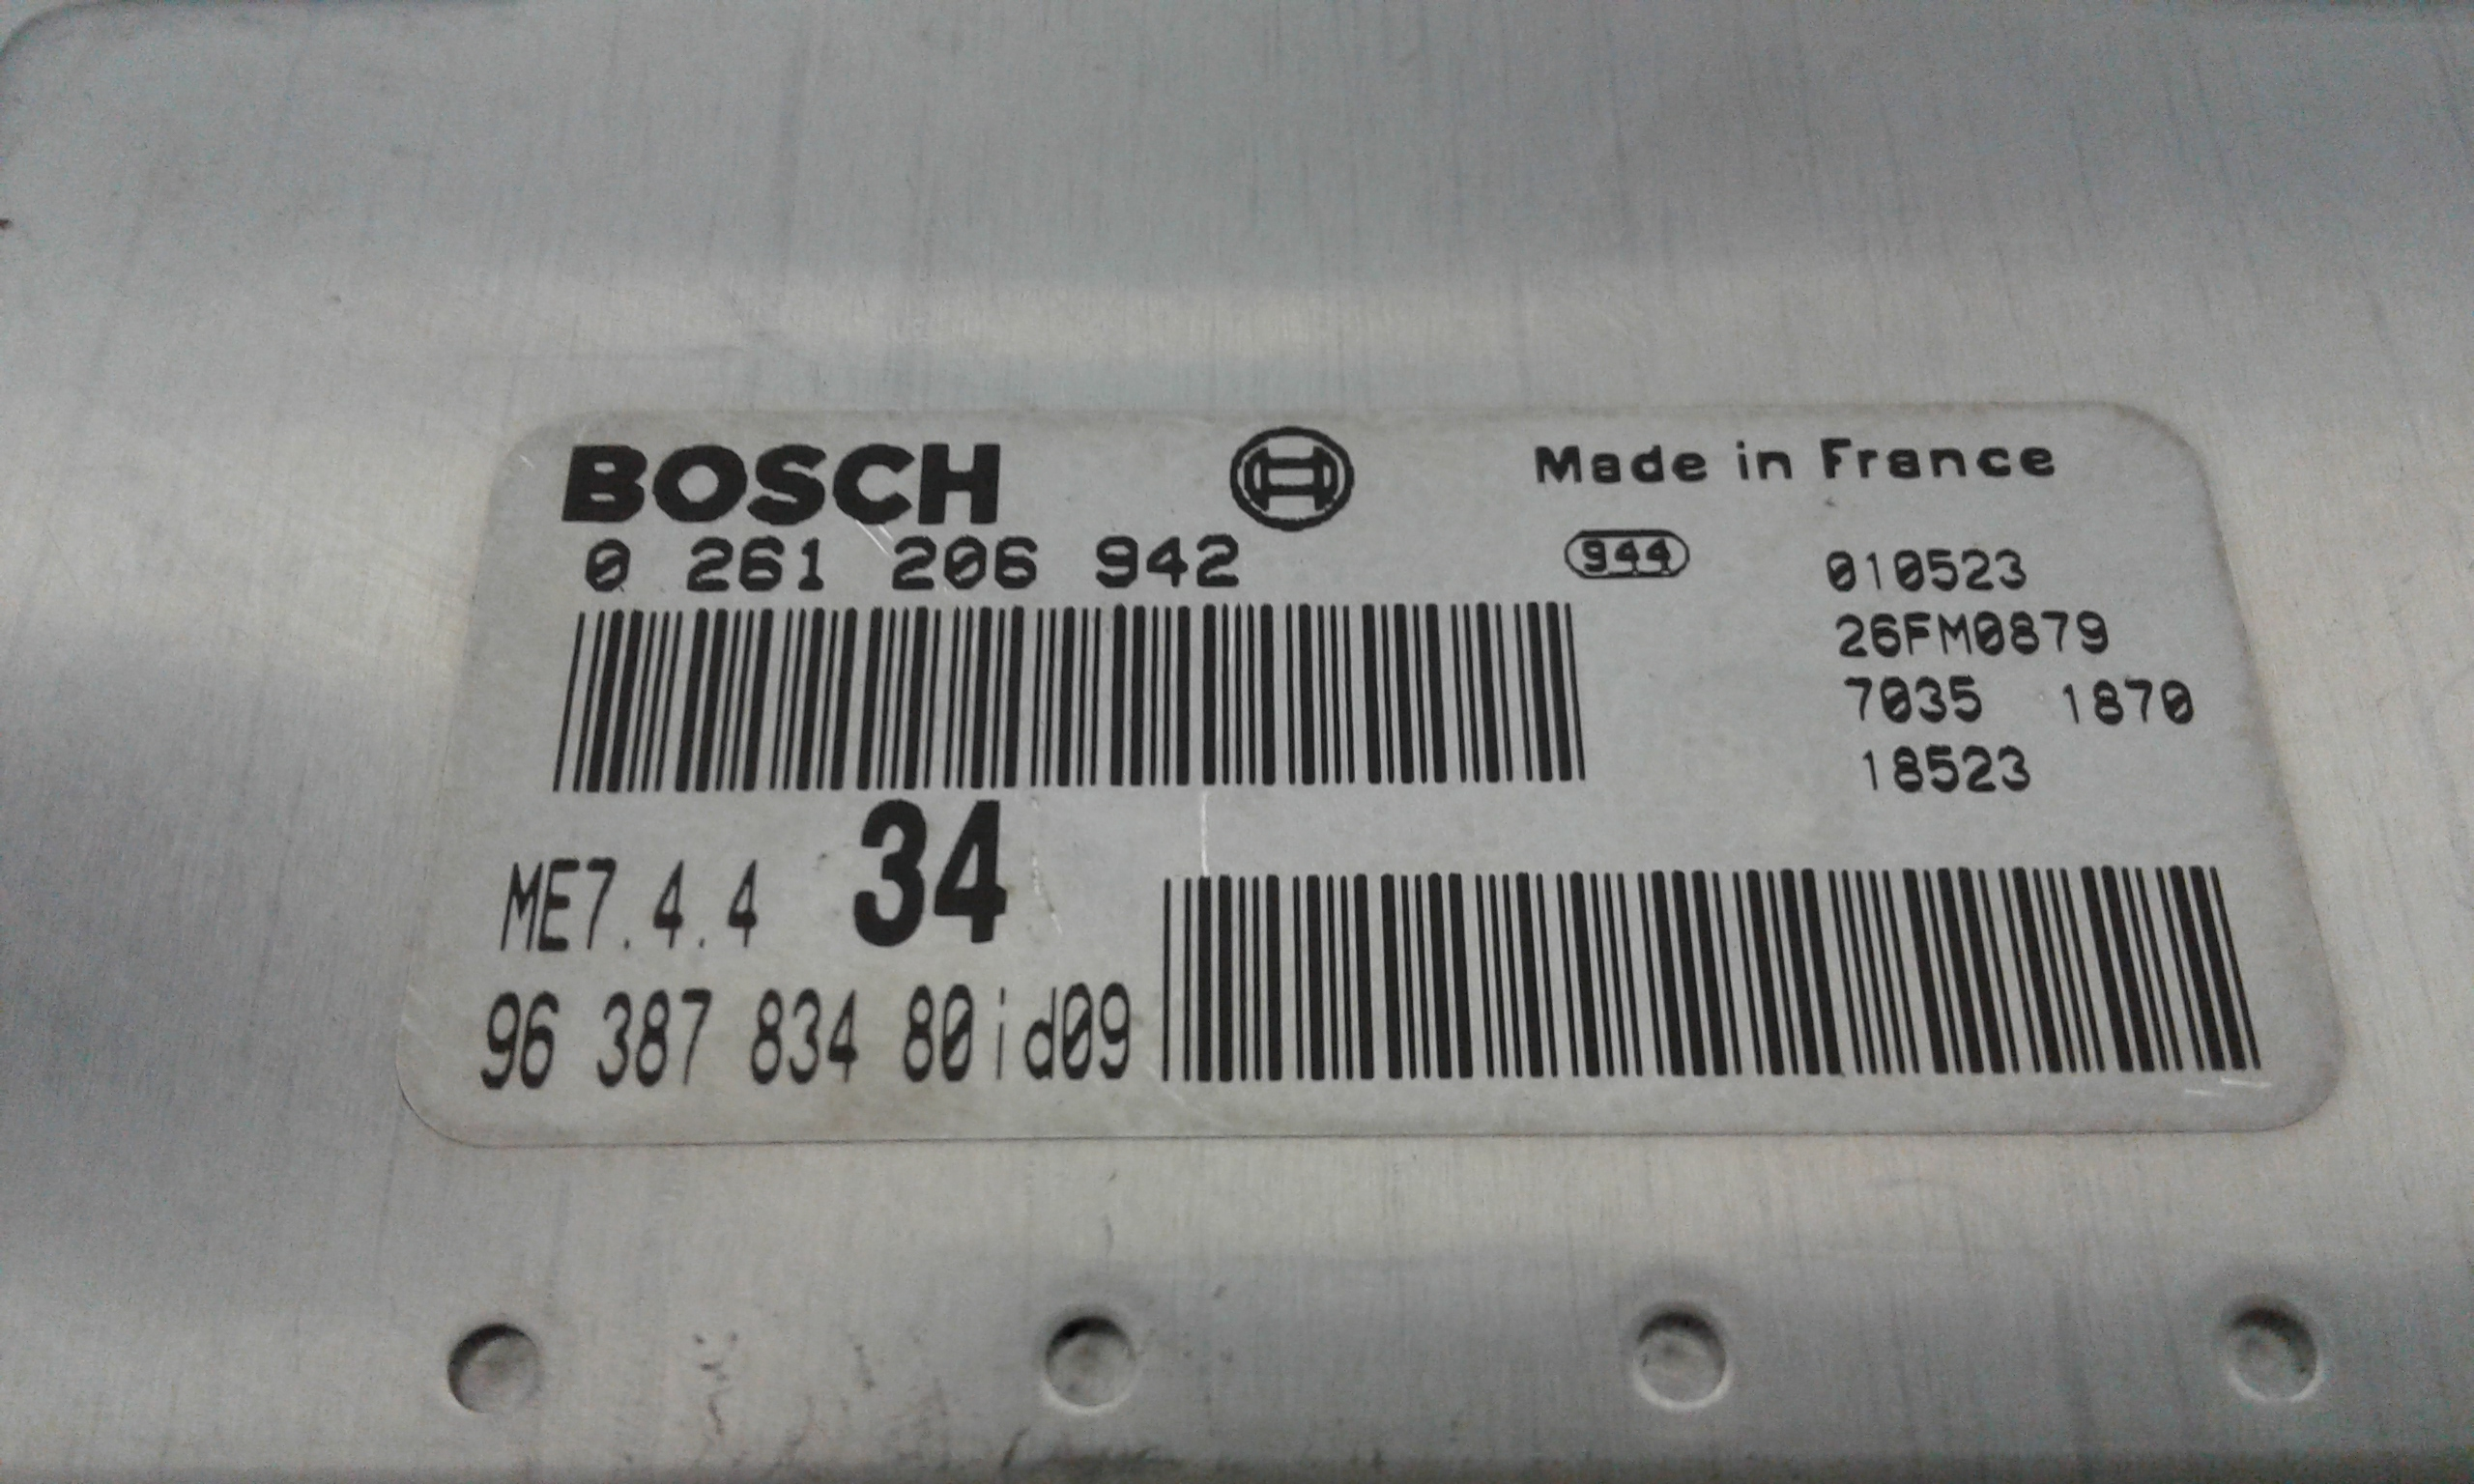 BOSCH
Made in France
0 261 206 942
944
010523
26FM0879
7035 1870
18523
ME7.4.4 34
96 387 834 80id09